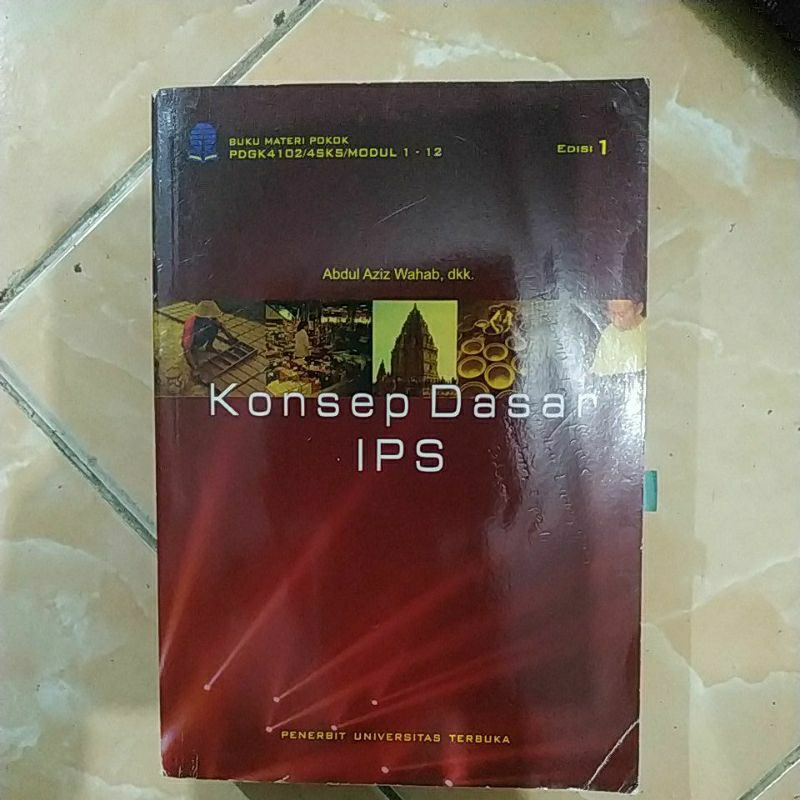 BUKU MATERI POKOK
PDGK4102/4SKS/MODUL 1 - 12
EDISI 1
Abdul Aziz Wahab, dkk.
Konsep Dasar
IPS
PENERBIT UNIVERSITAS TERBUKA